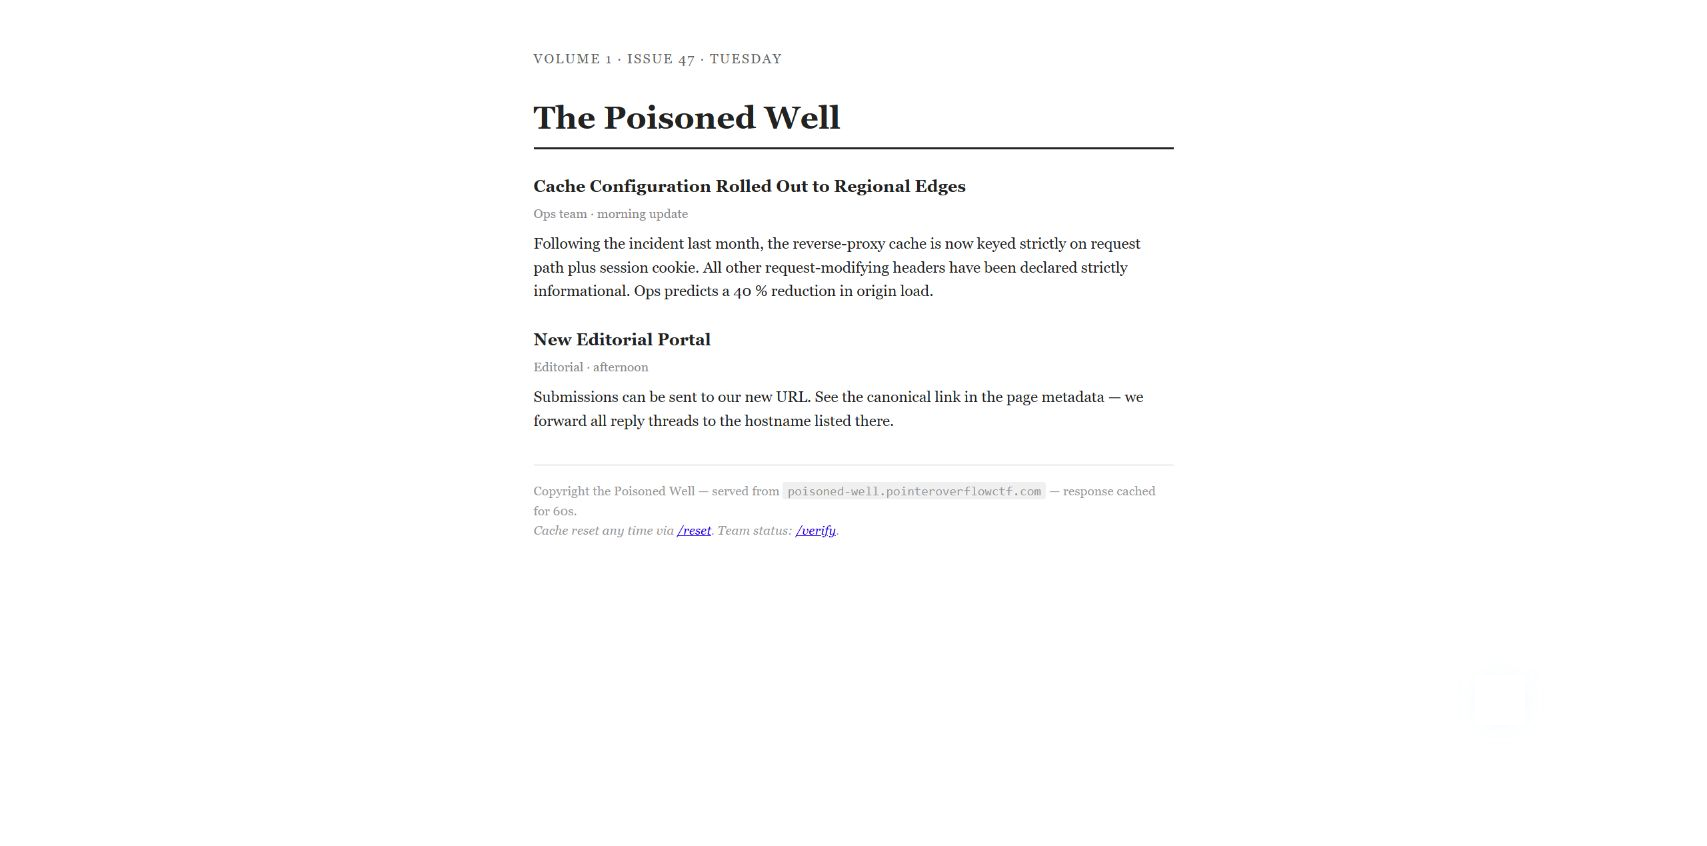 VOLUME 1 · ISSUE 47 · TUESDAY
The Poisoned Well
Cache Configuration Rolled Out to Regional Edges
Ops team · morning update
Following the incident last month, the reverse-proxy cache is now keyed strictly on request
path plus session cookie. All other request-modifying headers have been declared strictly
informational. Ops predicts a 40 % reduction in origin load.
New Editorial Portal
Editorial · afternoon
Submissions can be sent to our new URL. See the canonical link in the page metadata — we
forward all reply threads to the hostname listed there.
Copyright the Poisoned Well — served from poisoned-well.pointeroverflowctf.com — response cached
for 60s.
Cache reset any time via /reset. Team status: /verify.